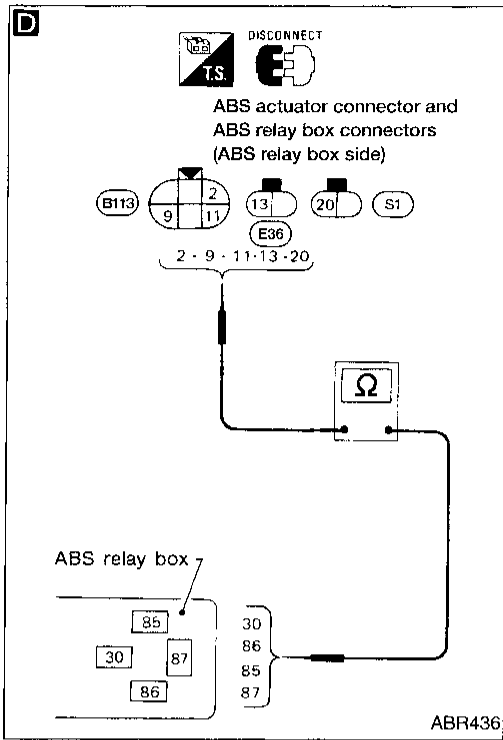 D
DISCONNECT
T.S.
ABS actuator connector and
ABS relay box connectors
(ABS relay box side)
B113 2 9 11 13 20 S1
E36
2 - 9 - 11-13 -20
Ω
ABS relay box
85
30 87
86
30
86
85
87
ABR436